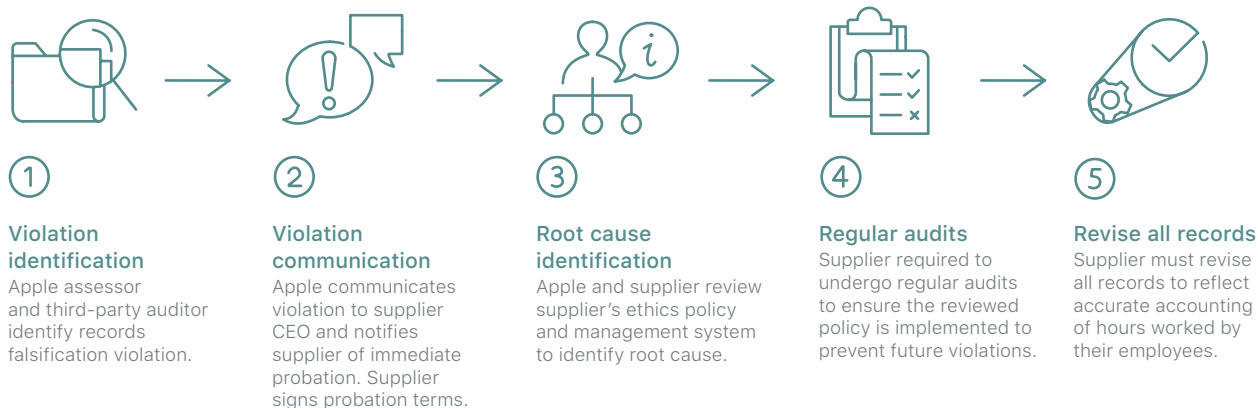 i
1
Violation
identification
Apple assessor
and third-party auditor
identify records
falsification violation.
2
Violation
communication
Apple communicates
violation to supplier
CEO and notifies
supplier of immediate
probation. Supplier
signs probation terms.
3
Root cause
identification
Apple and supplier review
supplier’s ethics policy
and management system
to identify root cause.
4
Regular audits
Supplier required to
undergo regular audits
to ensure the reviewed
policy is implemented to
prevent future violations.
5
Revise all records
Supplier must revise
all records to reflect
accurate accounting
of hours worked by
their employees.